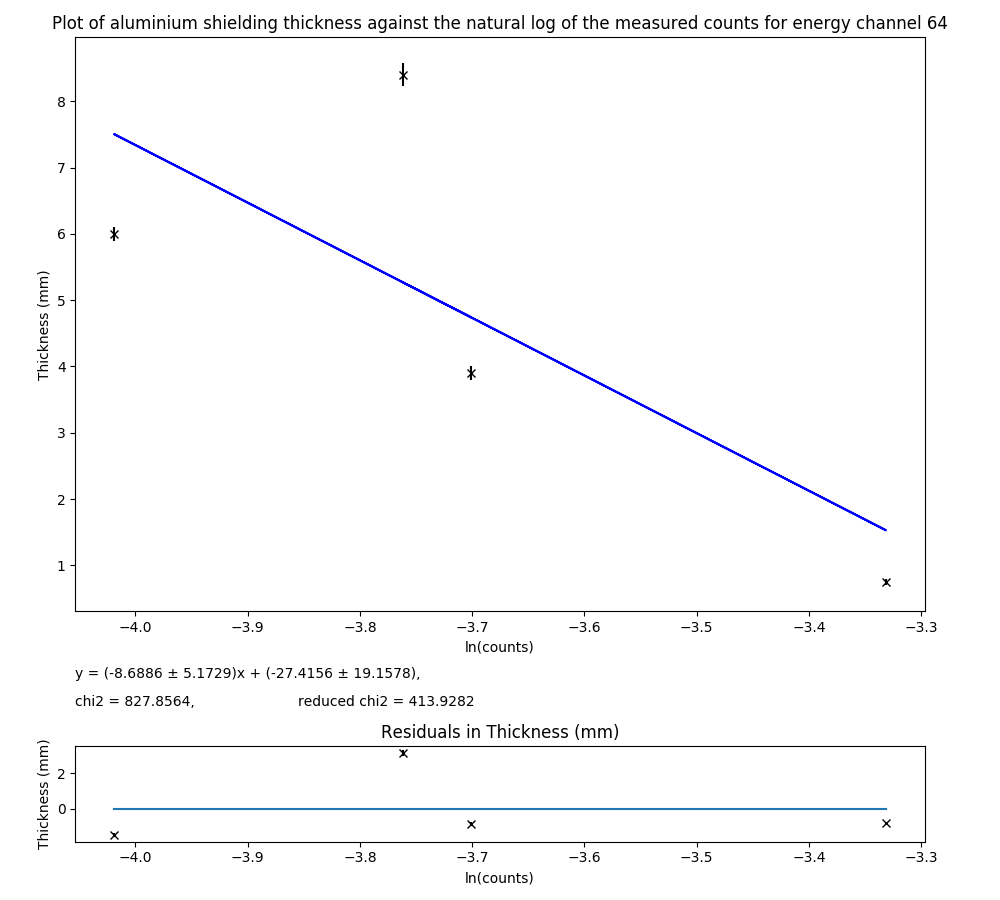 Plot of aluminium shielding thickness against the natural log of the measured counts for energy channel 64
8
7
6
5
4
3
2
1
Thickness (mm)
−4.0 −3.9 −3.8 −3.7 −3.6 −3.5 −3.4 −3.3
ln(counts)
y = (-8.6886 ± 5.1729)x + (-27.4156 ± 19.1578),
chi2 = 827.8564, reduced chi2 = 413.9282
Residuals in Thickness (mm)
2
0
Thickness (mm)
−4.0 −3.9 −3.8 −3.7 −3.6 −3.5 −3.4 −3.3
ln(counts)